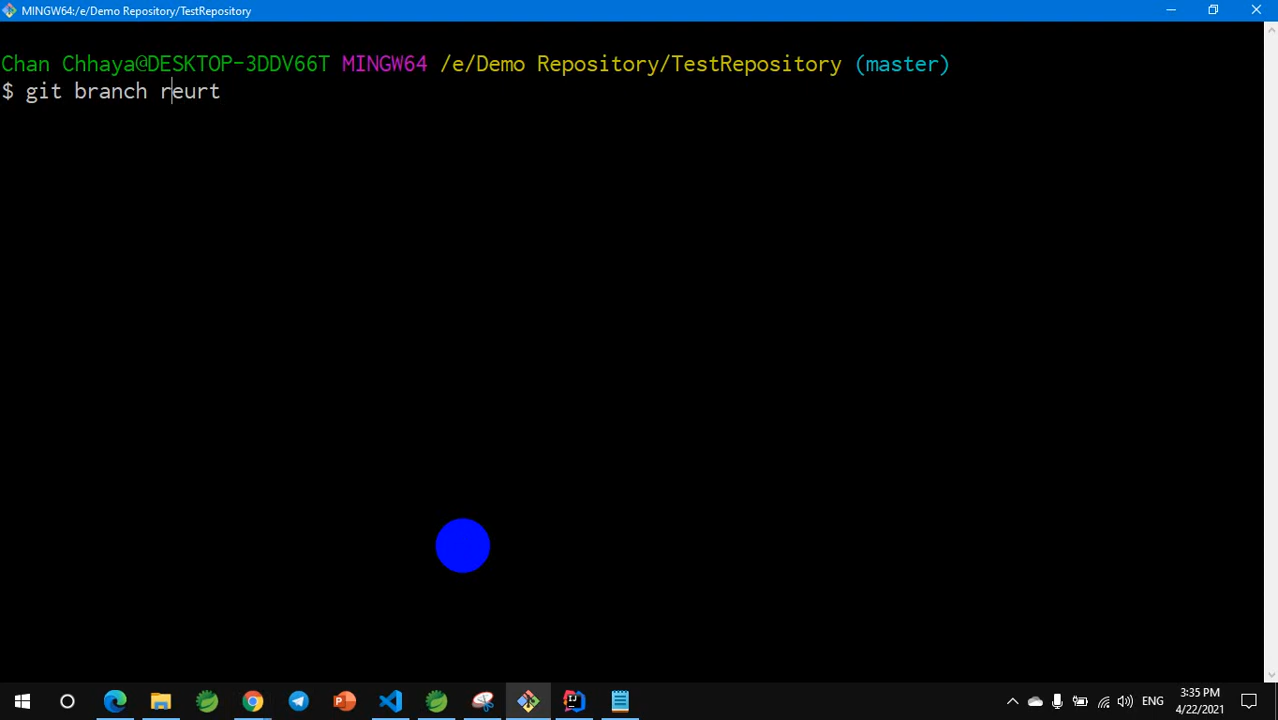 MINGW64:/e/Demo Repository/TestRepository
Chan Chhaya@DESKTOP-3DDV66T MINGW64 /e/Demo Repository/TestRepository (master)
$ git branch reurt
ENG
3:35 PM
4/22/2021